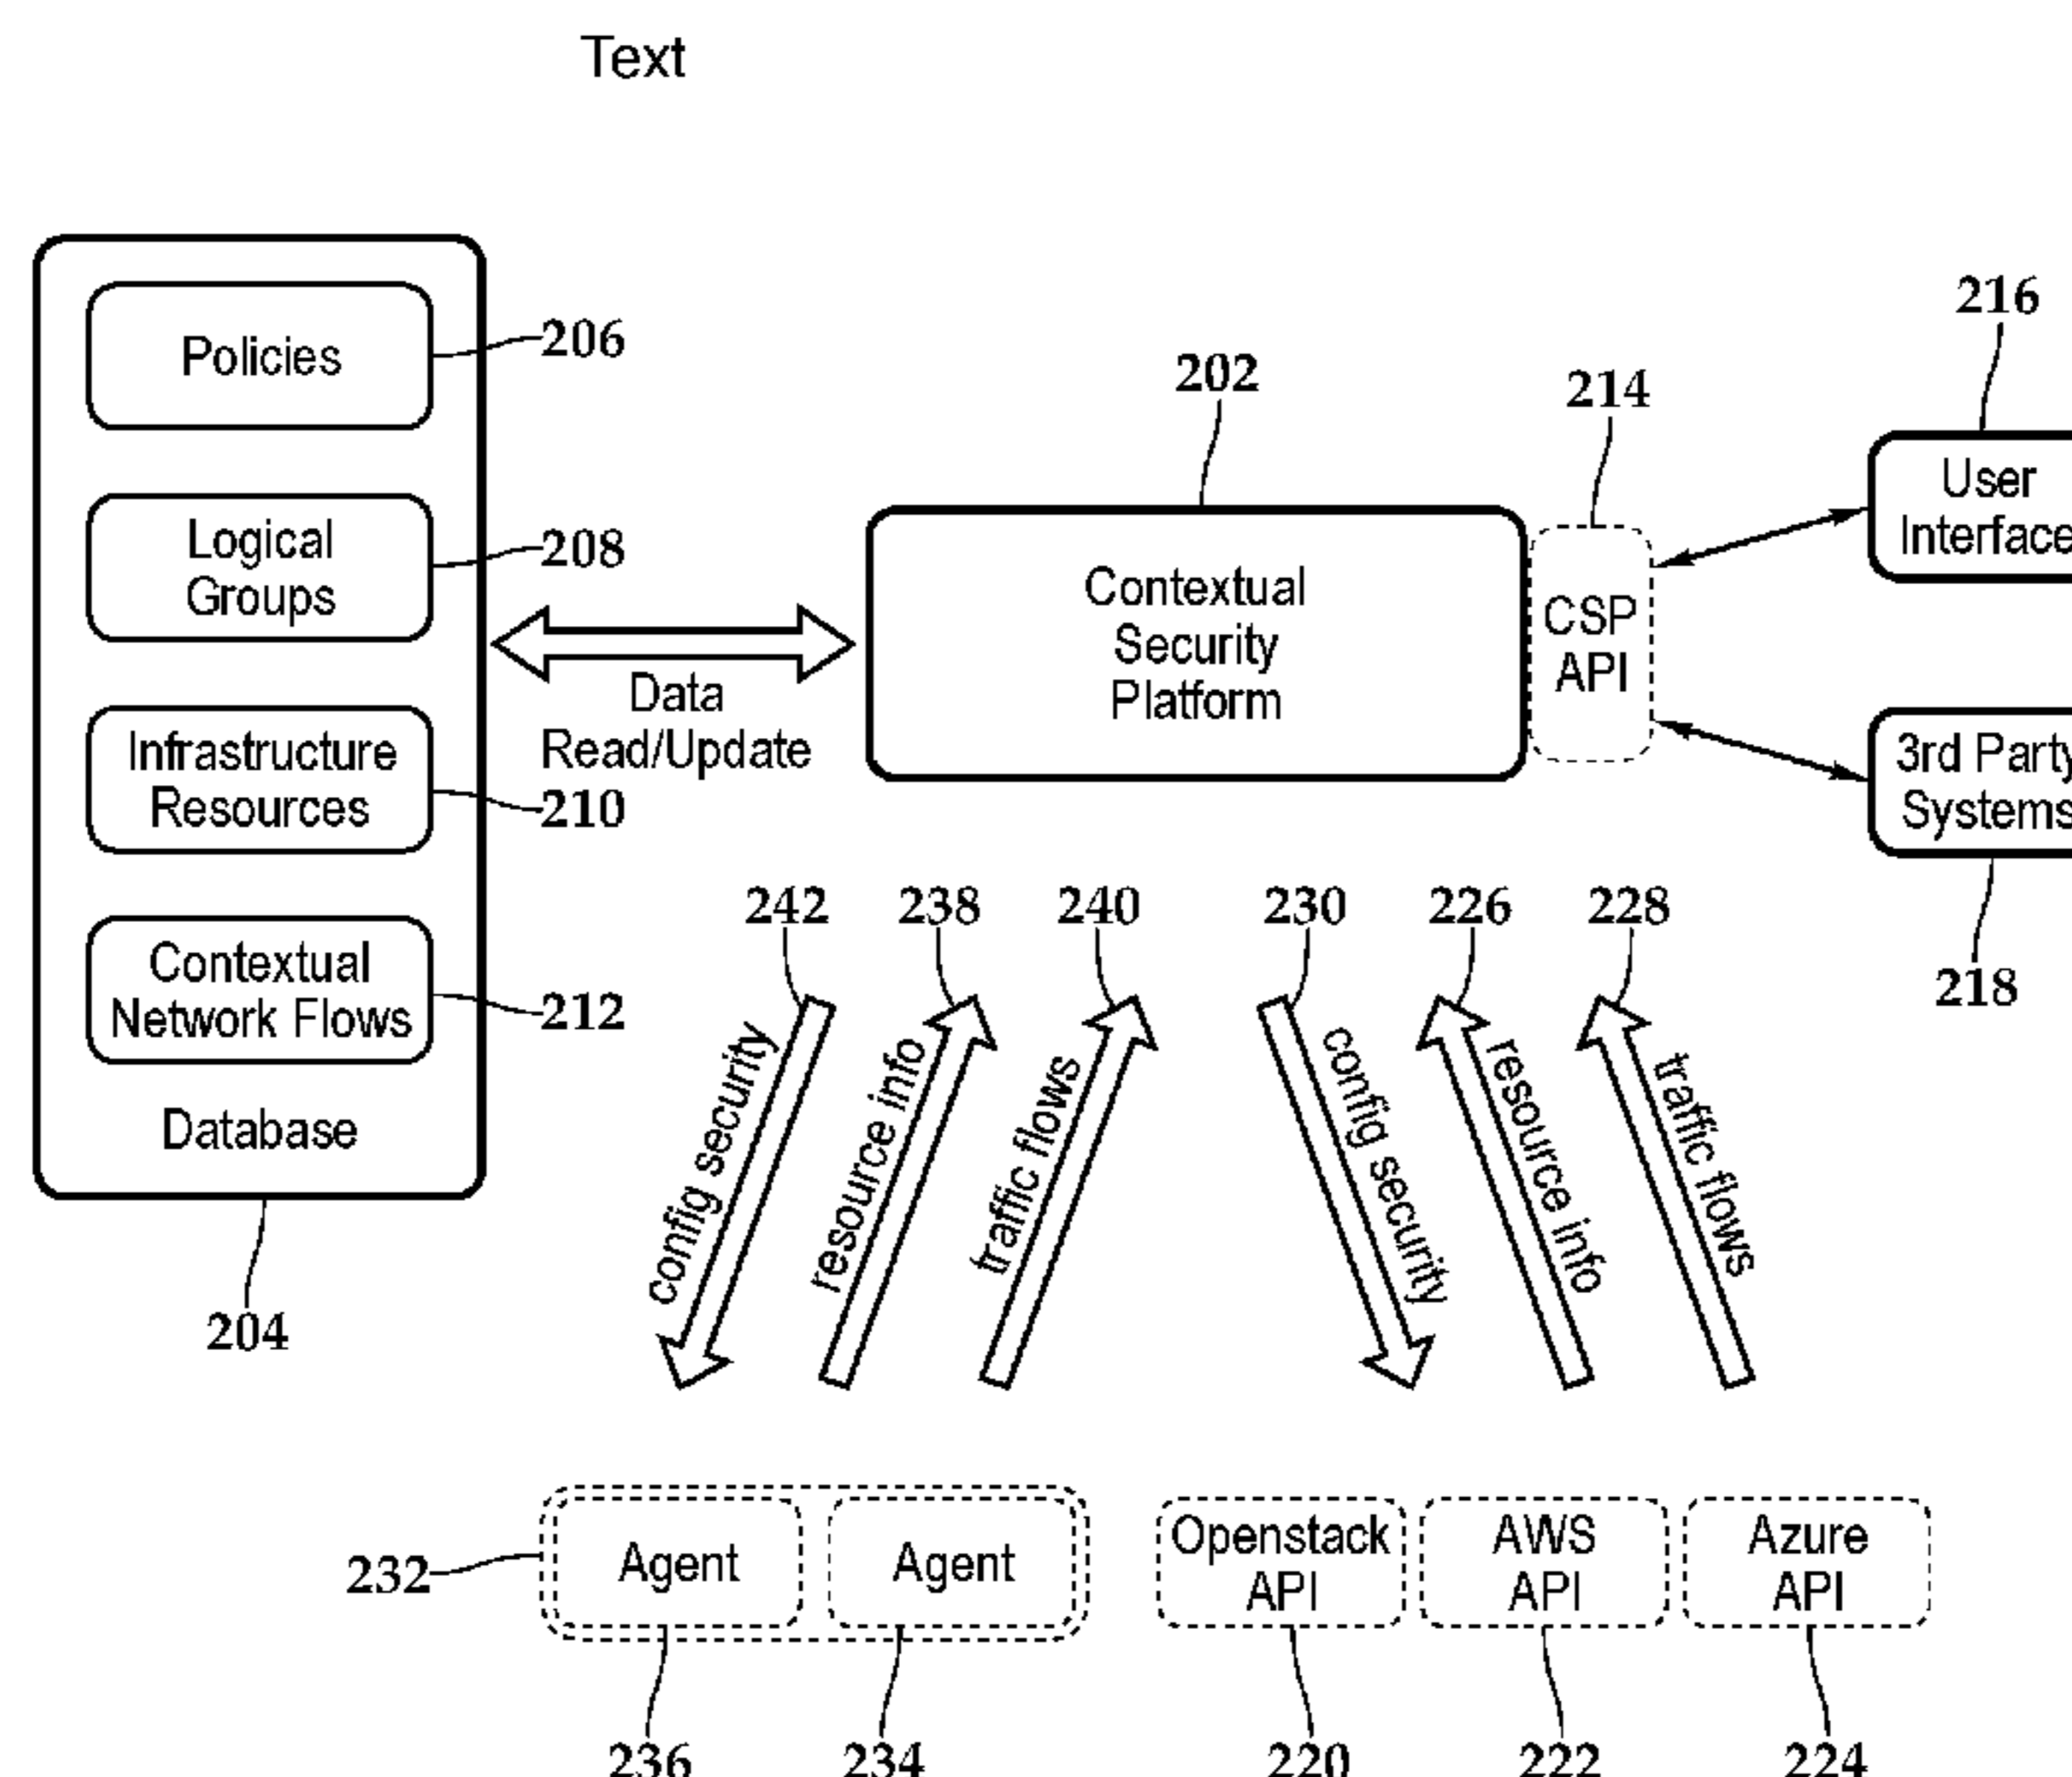 Text
Policies
206
Logical
Groups
208
Infrastructure
Resources
210
Contextual
Network Flows
212
Database
204
Data
Read/Update
202
Contextual
Security
Platform
214
CSP
API
216
User
Interface
3rd Party
Systems
218
242
238
240
230
226
228
config security
resource info
traffic flows
config security
resource info
traffic flows
232
Agent
Agent
Openstack
API
AWS
API
Azure
API
236
234
220
222
224